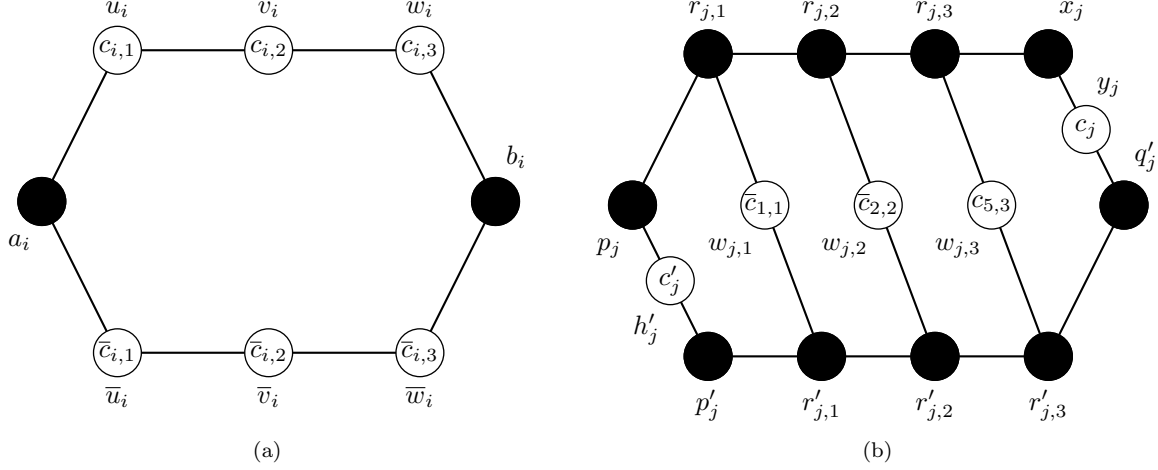 u_i v_i w_i r_{j,1} r_{j,2} r_{j,3} x_j
c_{i,1} c_{i,2} c_{i,3}
y_j
c_j
b_i q′_j
c̅_{1,1} c̅_{2,2} c_{5,3}
a_i p_j w_{j,1} w_{j,2} w_{j,3}
c′_j
h′_j
c̅_{i,1} c̅_{i,2} c̅_{i,3}
u̅_i v̅_i w̅_i p′_j r′_{j,1} r′_{j,2} r′_{j,3}
(a) (b)